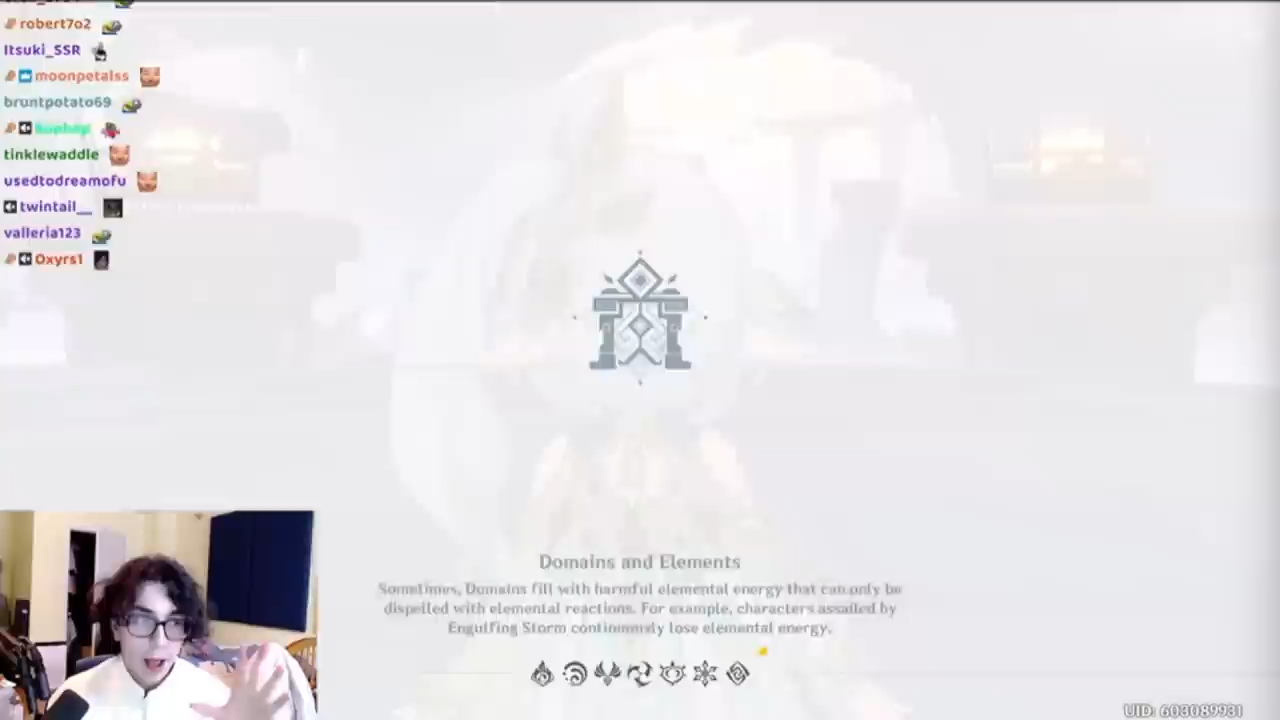 robert7o2
Itsuki_SSR
moonpetalss
bruntpotato69
tinklewaddle
usedtodreamofu
twintail__
valleria123
Oxyrs1
Domains and Elements
Sometimes, Domains fill with harmful elemental energy that can only be
dispelled with elemental reactions. For example, characters assailed by
Engulfing Storm continuously lose elemental energy.
UID: 603089931